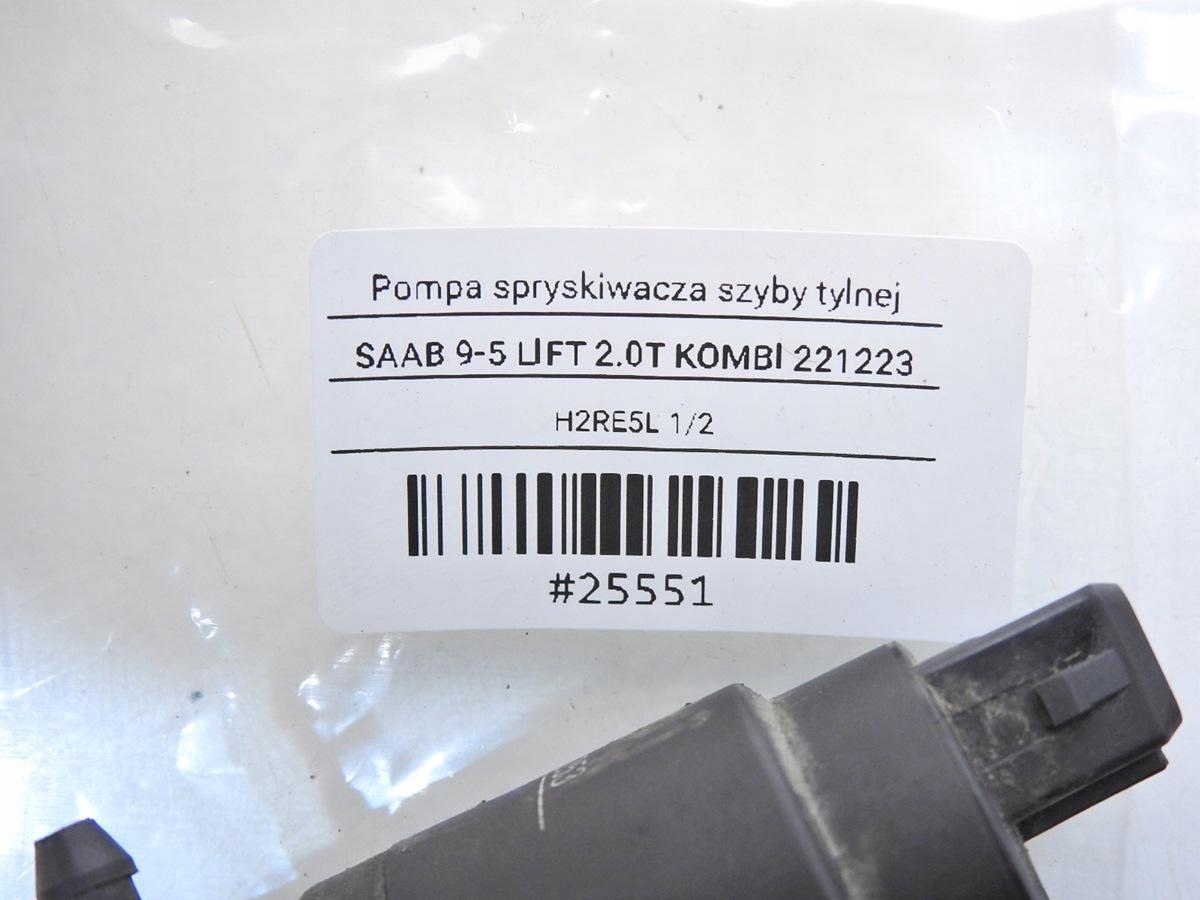 Pompa spryskiwacza szyby tylnej
SAAB 9-5 LIFT 2.0T KOMBI 221223
H2RE5L 1/2
#25551